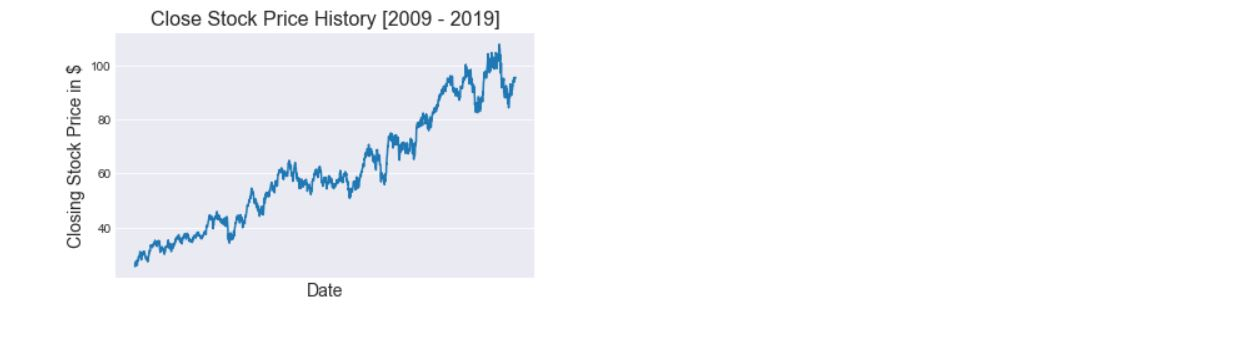 Close Stock Price History [2009 - 2019]
Closing Stock Price in $
100
80
60
40
Date